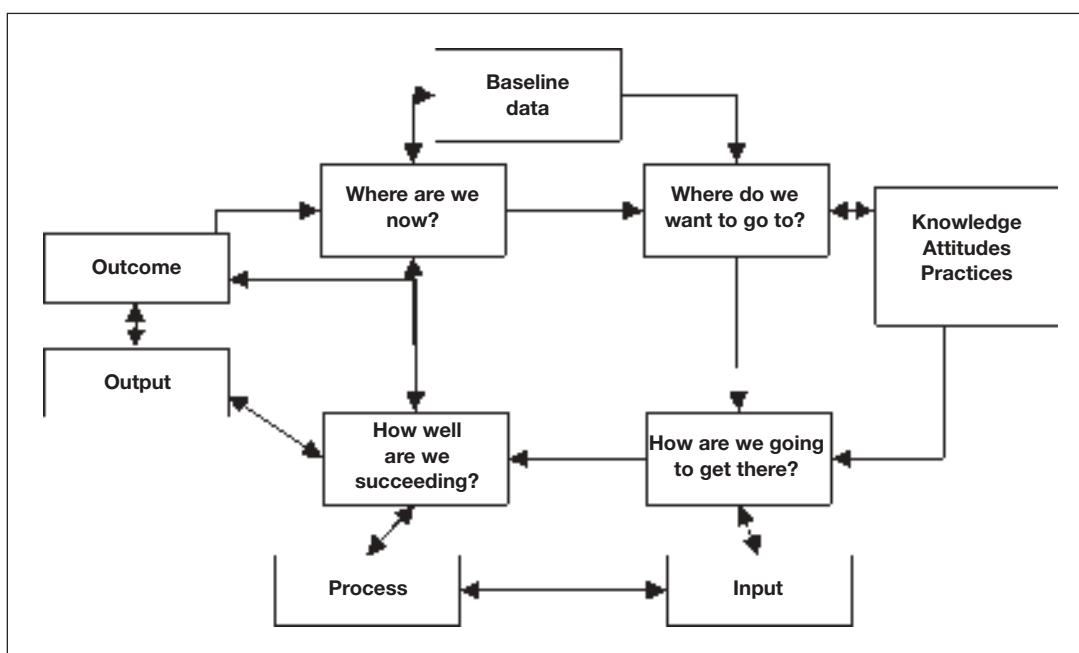 Baseline
data
Where are we
now?
Where do we
want to go to?
Knowledge
Attitudes
Practices
Outcome
Output
How well
are we
succeeding?
How are we going
to get there?
Process
Input